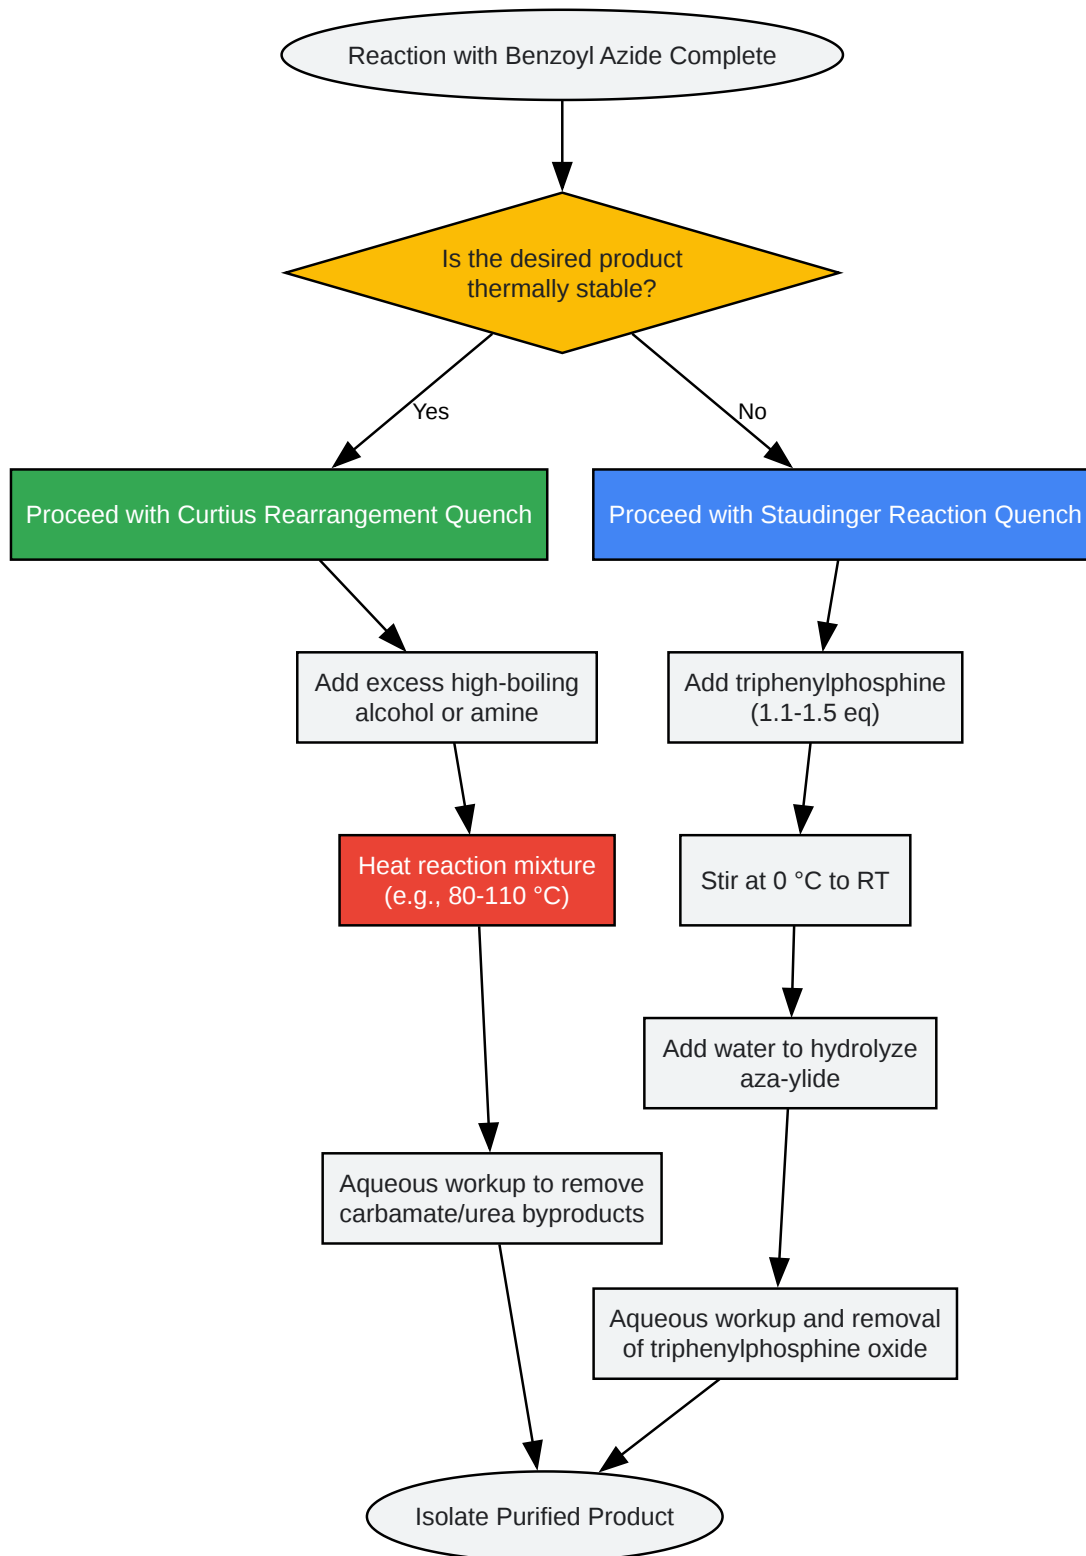 Reaction with Benzoyl Azide Complete
Is the desired product
thermally stable?
Yes
No
Proceed with Curtius Rearrangement Quench
Proceed with Staudinger Reaction Quench
Add excess high-boiling
alcohol or amine
Add triphenylphosphine
(1.1-1.5 eq)
Heat reaction mixture
(e.g., 80-110 °C)
Stir at 0 °C to RT
Add water to hydrolyze
aza-ylide
Aqueous workup to remove
carbamate/urea byproducts
Aqueous workup and removal
of triphenylphosphine oxide
Isolate Purified Product